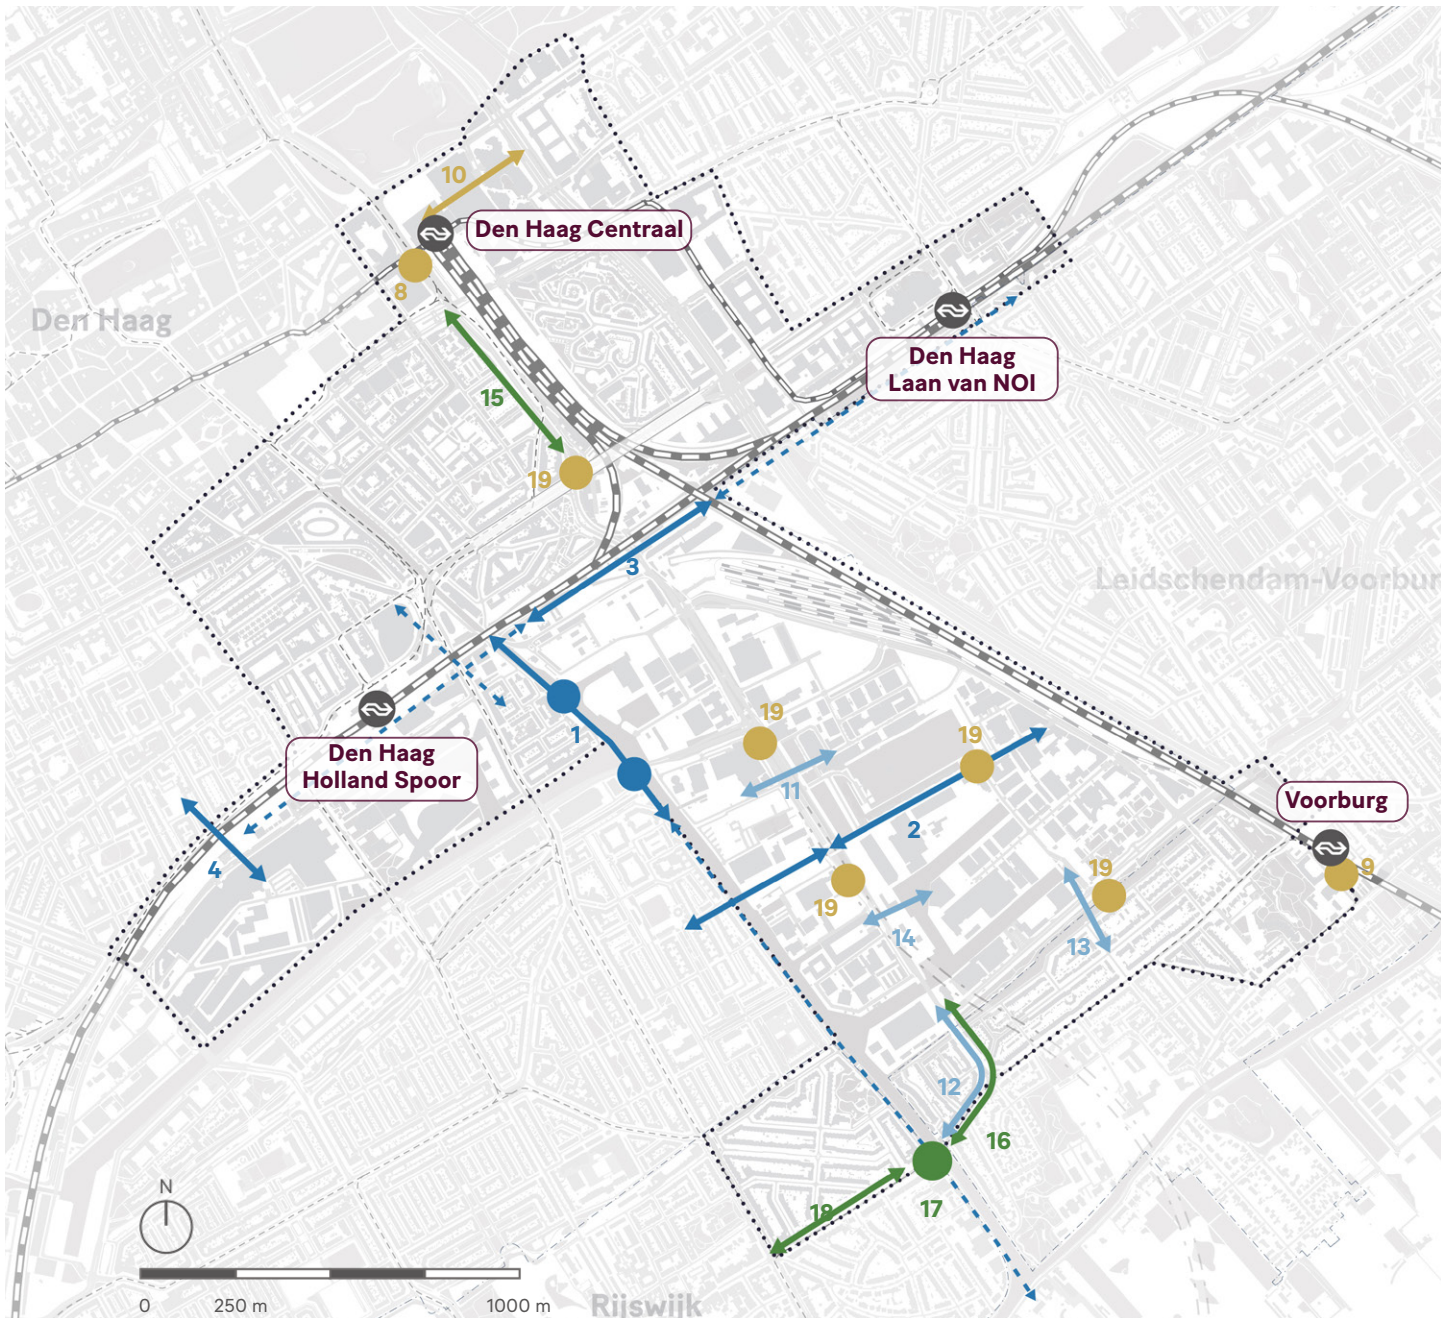 10
Den Haag Centraal
8
Den Haag
Den Haag
Laan van NOI
15
19
3
Leidschendam-Voorbur
19
19
1
Den Haag
Holland Spoor
11
2
Voorburg
4
19
9
19
14
13
12
16
N
18
17
0
250 m
1000 m
Rijswijk